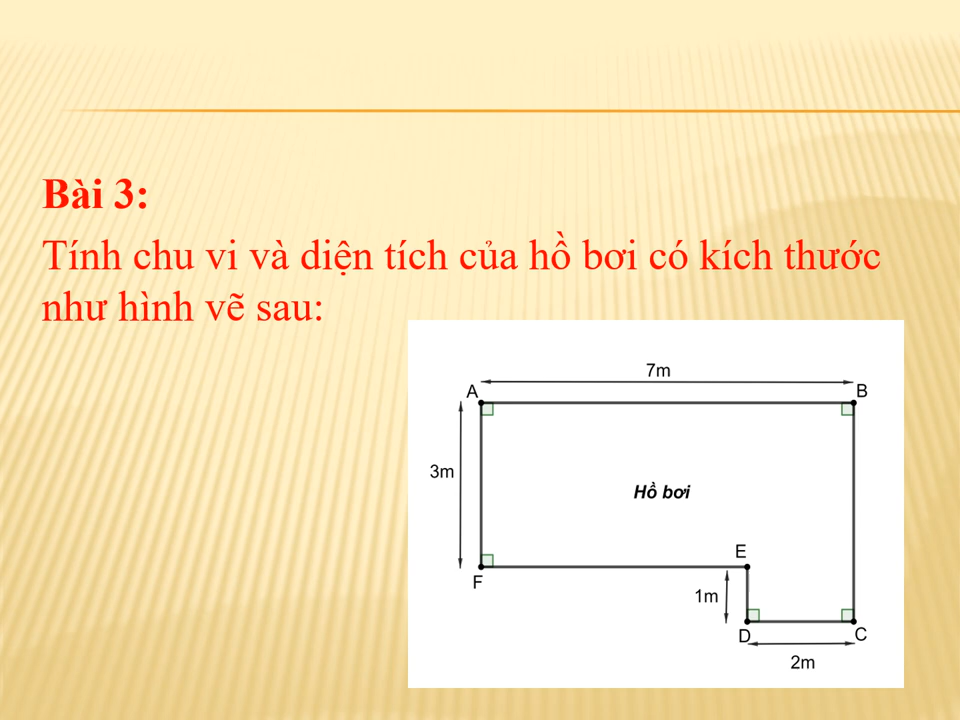 Bài 3:
Tính chu vi và diện tích của hồ bơi có kích thước
như hình vẽ sau:
7m
A
B
3m
Hồ bơi
E
F
1m
D
C
2m